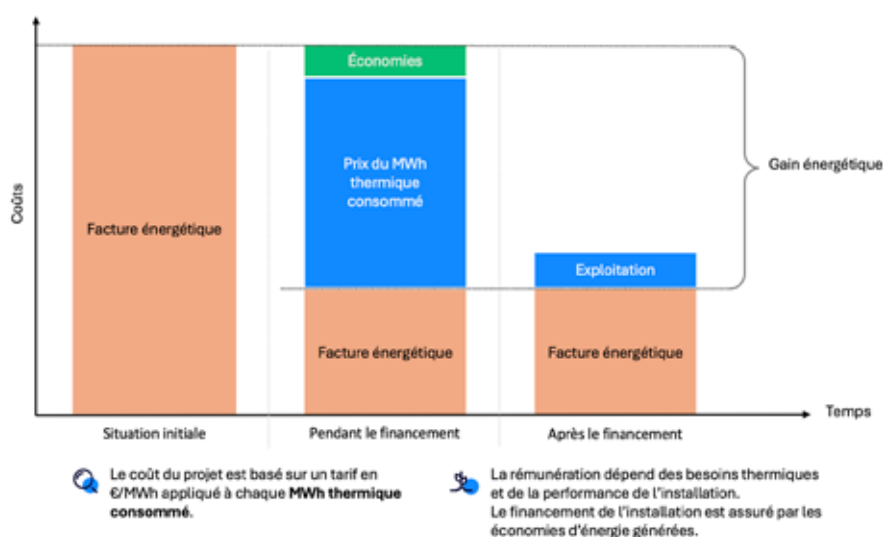 Coûts
Économies
Prix du MWh
thermique
consommé
Gain énergétique
Facture énergétique
Exploitation
Facture énergétique
Facture énergétique
Temps
Situation initiale
Pendant le financement
Après le financement
Le coût du projet est basé sur un tarif en
€/MWh appliqué à chaque MWh thermique
consommé.
La rémunération dépend des besoins thermiques
et de la performance de l'installation.
Le financement de l'installation est assuré par les
économies d'énergie générées.